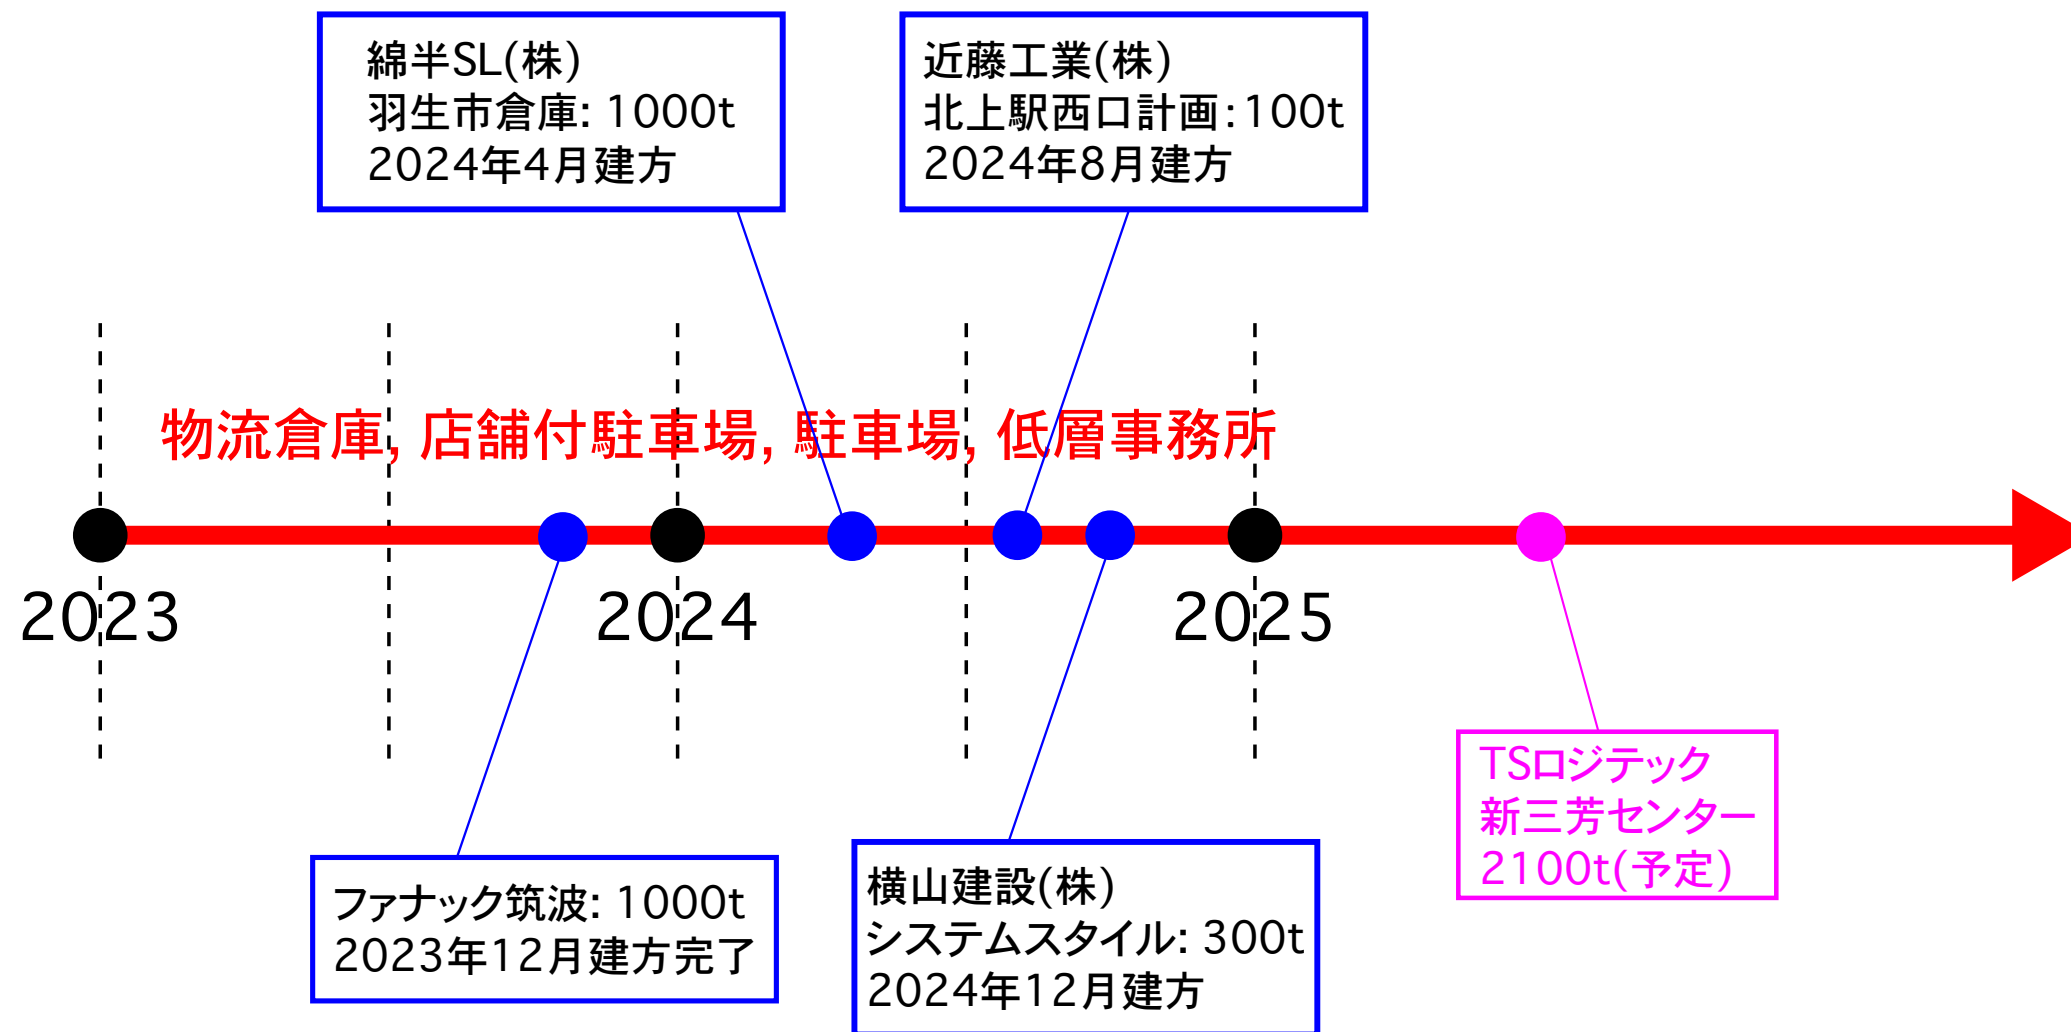 綿半SL(株)
羽生市倉庫: 1000t
2024年4月建方
近藤工業(株)
北上駅西口計画:100t
2024年8月建方
物流倉庫, 店舗付駐車場, 駐車場, 低層事務所
2023
2024
2025
TSロジテック
新三芳センター
2100t(予定)
ファナック筑波: 1000t
2023年12月建方完了
横山建設(株)
システムスタイル: 300t
2024年12月建方